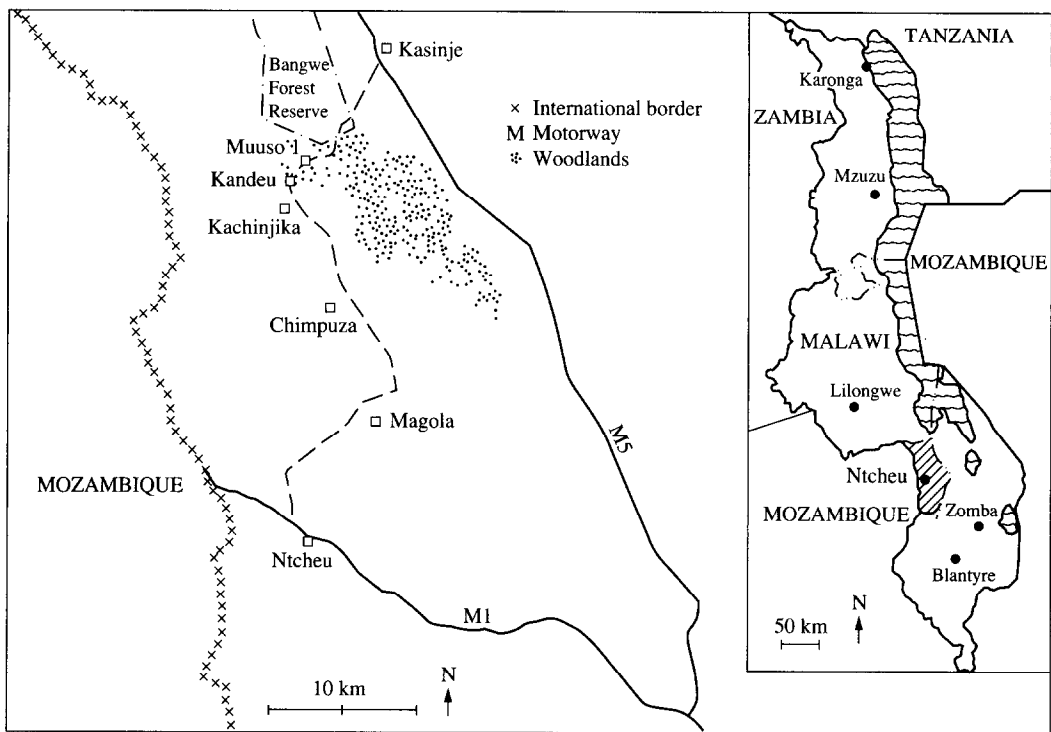 Kasinje
Bangwe
Forest
Reserve
× International border
M Motorway
Woodlands
Muuso 1
Kandeu
Kachinjika
Chimpuza
Magola
M5
MOZAMBIQUE
Ntcheu
M1
10 km
N
TANZANIA
Karonga
ZAMBIA
Mzuzu
MOZAMBIQUE
MALAWI
Lilongwe
Ntcheu
MOZAMBIQUE
Zomba
Blantyre
N
50 km